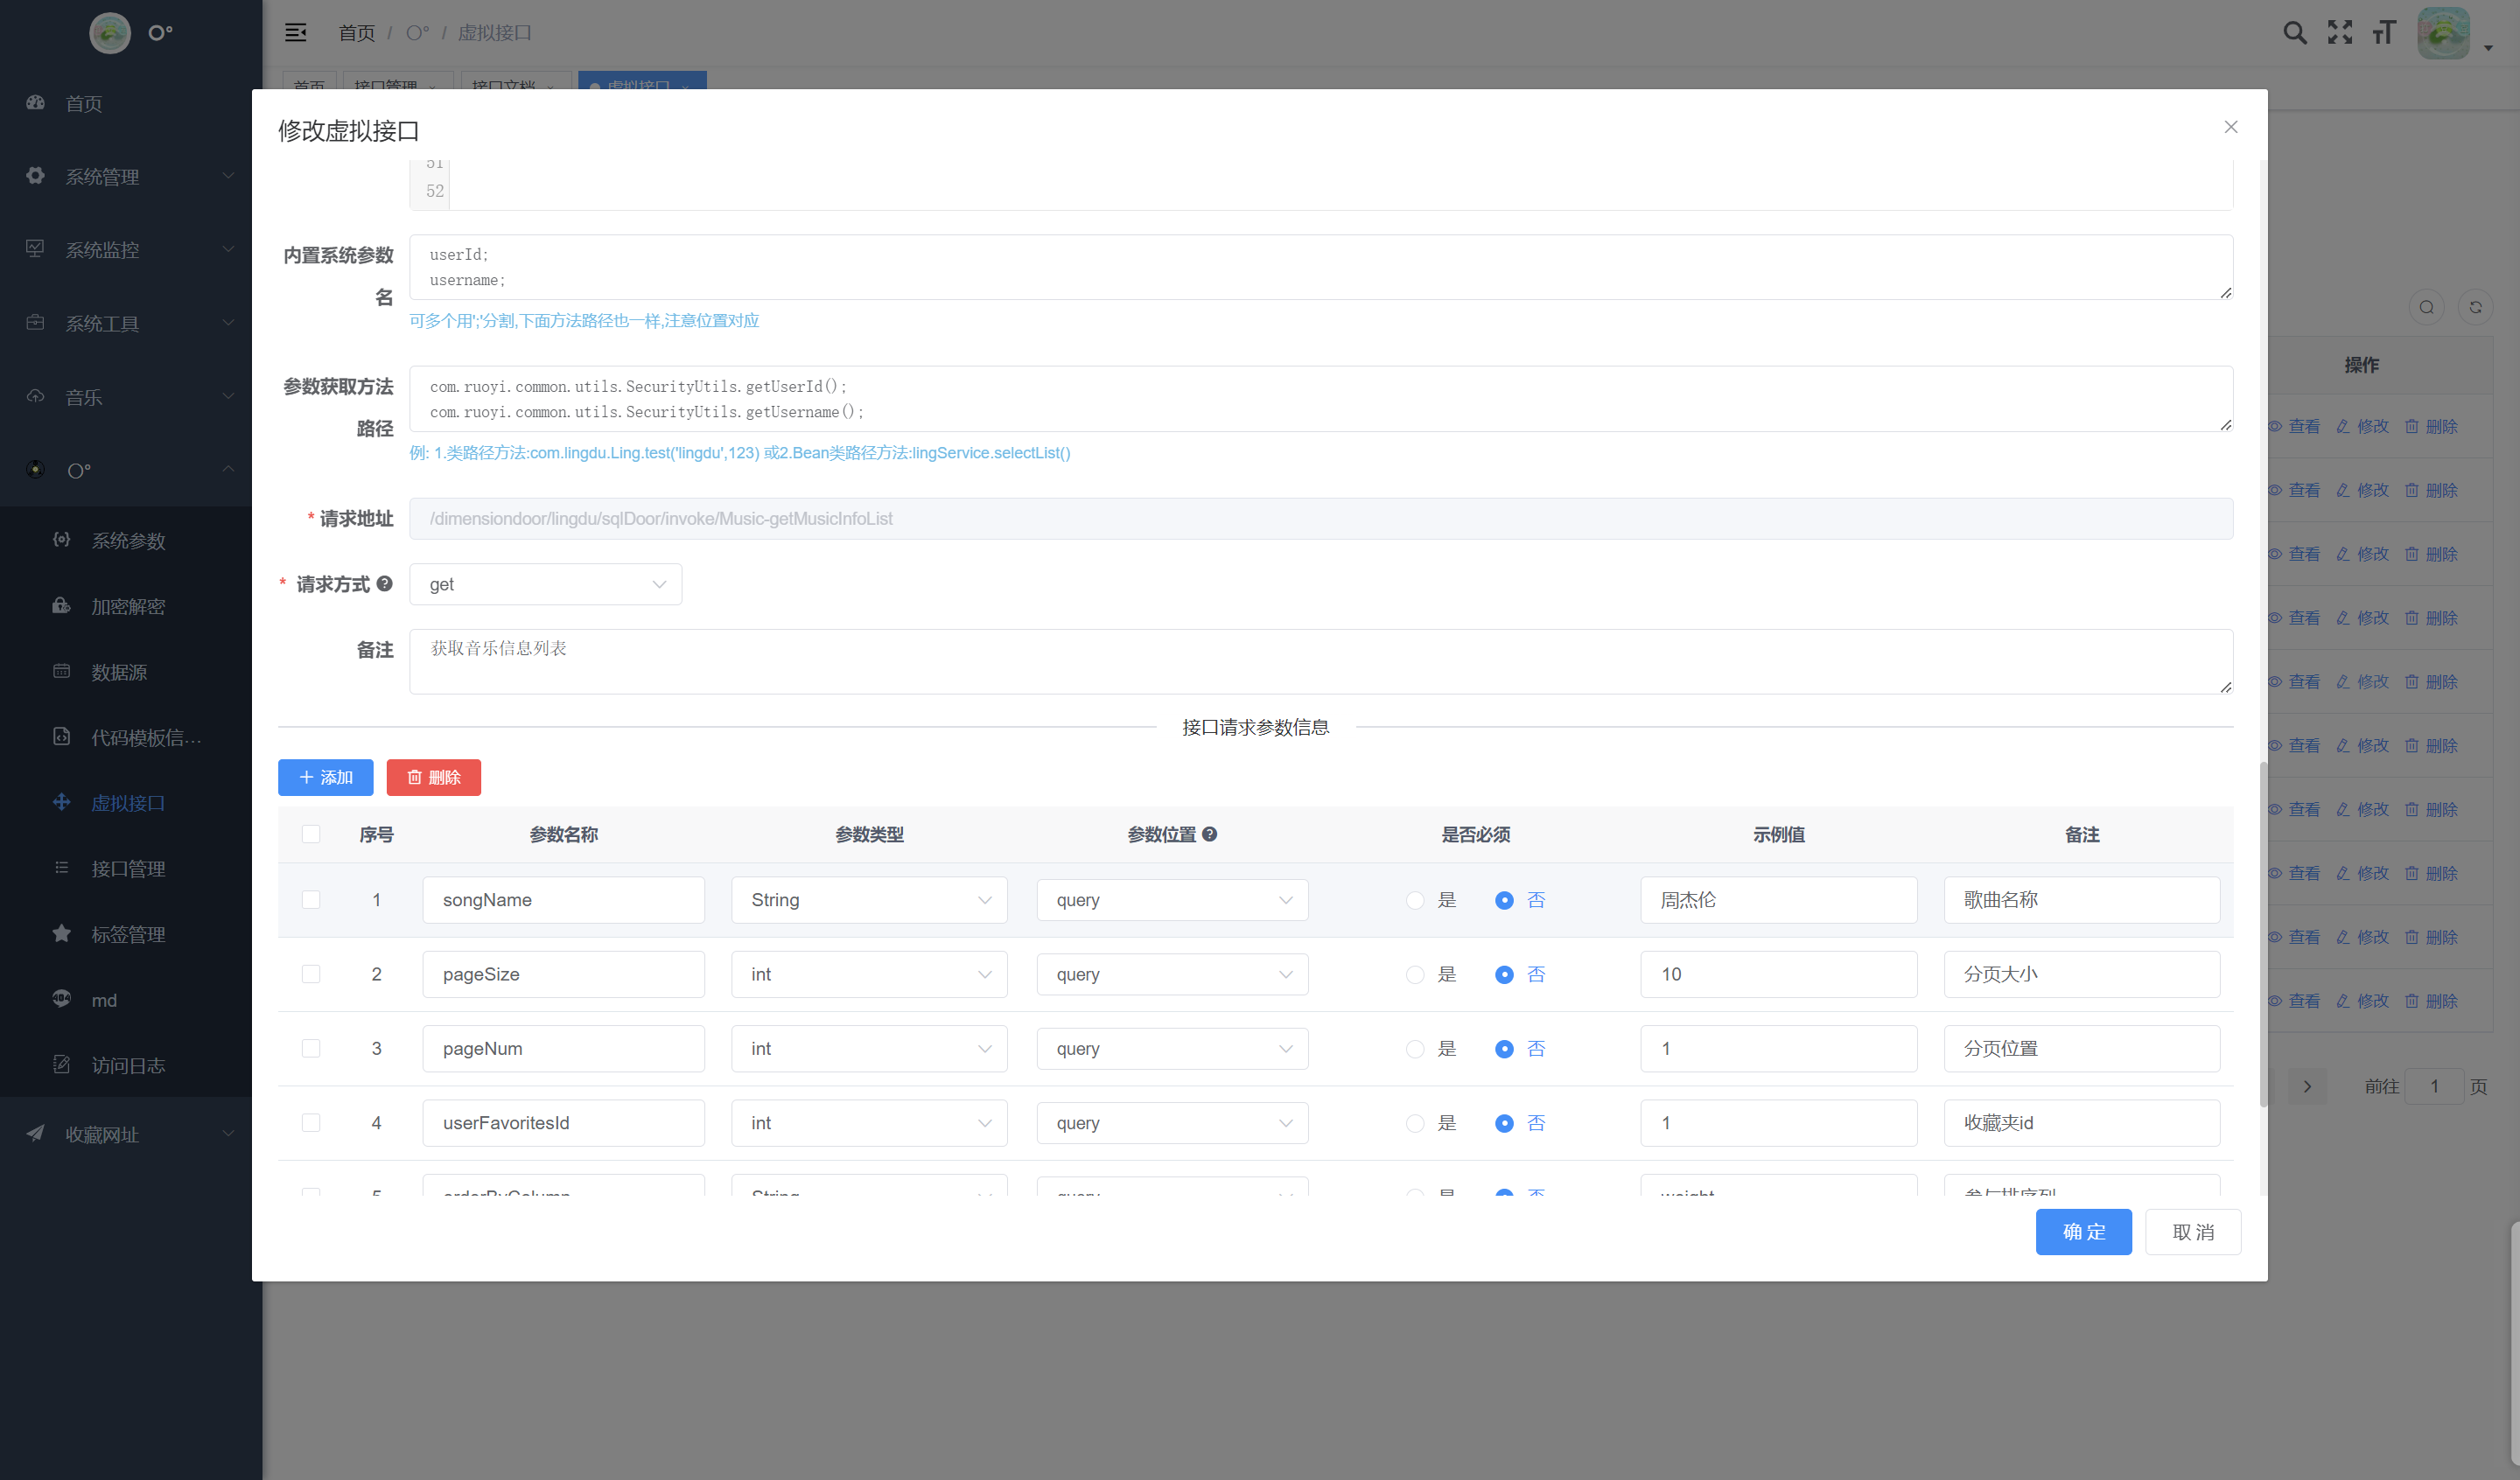 O°
首页 / O° / 虚拟接口
首页
接口管理
接口文档
虚拟接口
首页
系统管理
系统监控
系统工具
音乐
O°
系统参数
加密解密
数据源
代码模板信…
虚拟接口
接口管理
标签管理
md
访问日志
收藏网址
修改虚拟接口
51
52
内置系统参数名
userId;
username;
可多个用';'分割,下面方法路径也一样,注意位置对应
参数获取方法路径
com.ruoyi.common.utils.SecurityUtils.getUserId();
com.ruoyi.common.utils.SecurityUtils.getUsername();
例: 1.类路径方法:com.lingdu.Ling.test('lingdu',123) 或2.Bean类路径方法:lingService.selectList()
* 请求地址 /dimensiondoor/lingdu/sqlDoor/invoke/Music-getMusicInfoList
* 请求方式 get
备注 获取音乐信息列表
接口请求参数信息
添加 删除
序号 参数名称 参数类型 参数位置 是否必须 示例值 备注
1 songName String query 是 否 周杰伦 歌曲名称
2 pageSize int query 是 否 10 分页大小
3 pageNum int query 是 否 1 分页位置
4 userFavoritesId int query 是 否 1 收藏夹id
5 orderByColumn String query 是 否 weight 参与排序列
确 定 取 消
操作
查看 修改 删除
查看 修改 删除
查看 修改 删除
查看 修改 删除
查看 修改 删除
查看 修改 删除
查看 修改 删除
查看 修改 删除
查看 修改 删除
查看 修改 删除
前往 1 页